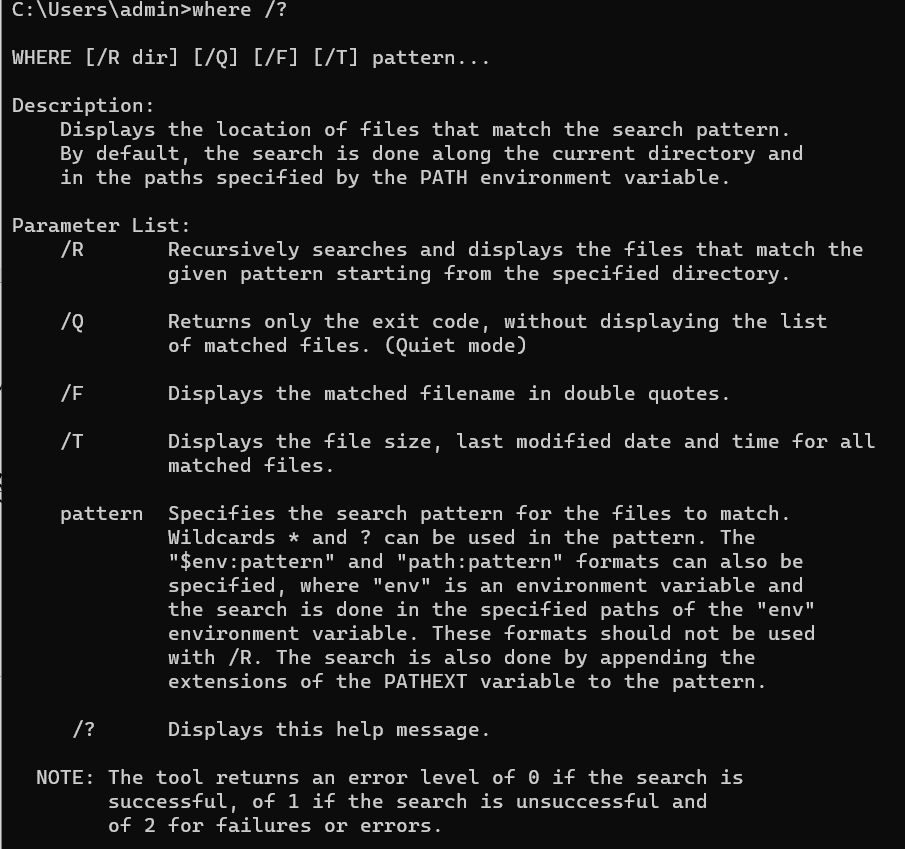 C:\Users\admin>where /?
WHERE [/R dir] [/Q] [/F] [/T] pattern...
Description:
Displays the location of files that match the search pattern.
By default, the search is done along the current directory and
in the paths specified by the PATH environment variable.
Parameter List:
/R Recursively searches and displays the files that match the
given pattern starting from the specified directory.
/Q Returns only the exit code, without displaying the list
of matched files. (Quiet mode)
/F Displays the matched filename in double quotes.
/T Displays the file size, last modified date and time for all
matched files.
pattern Specifies the search pattern for the files to match.
Wildcards * and ? can be used in the pattern. The
"$env:pattern" and "path:pattern" formats can also be
specified, where "env" is an environment variable and
the search is done in the specified paths of the "env"
environment variable. These formats should not be used
with /R. The search is also done by appending the
extensions of the PATHEXT variable to the pattern.
/? Displays this help message.
NOTE: The tool returns an error level of 0 if the search is
successful, of 1 if the search is unsuccessful and
of 2 for failures or errors.